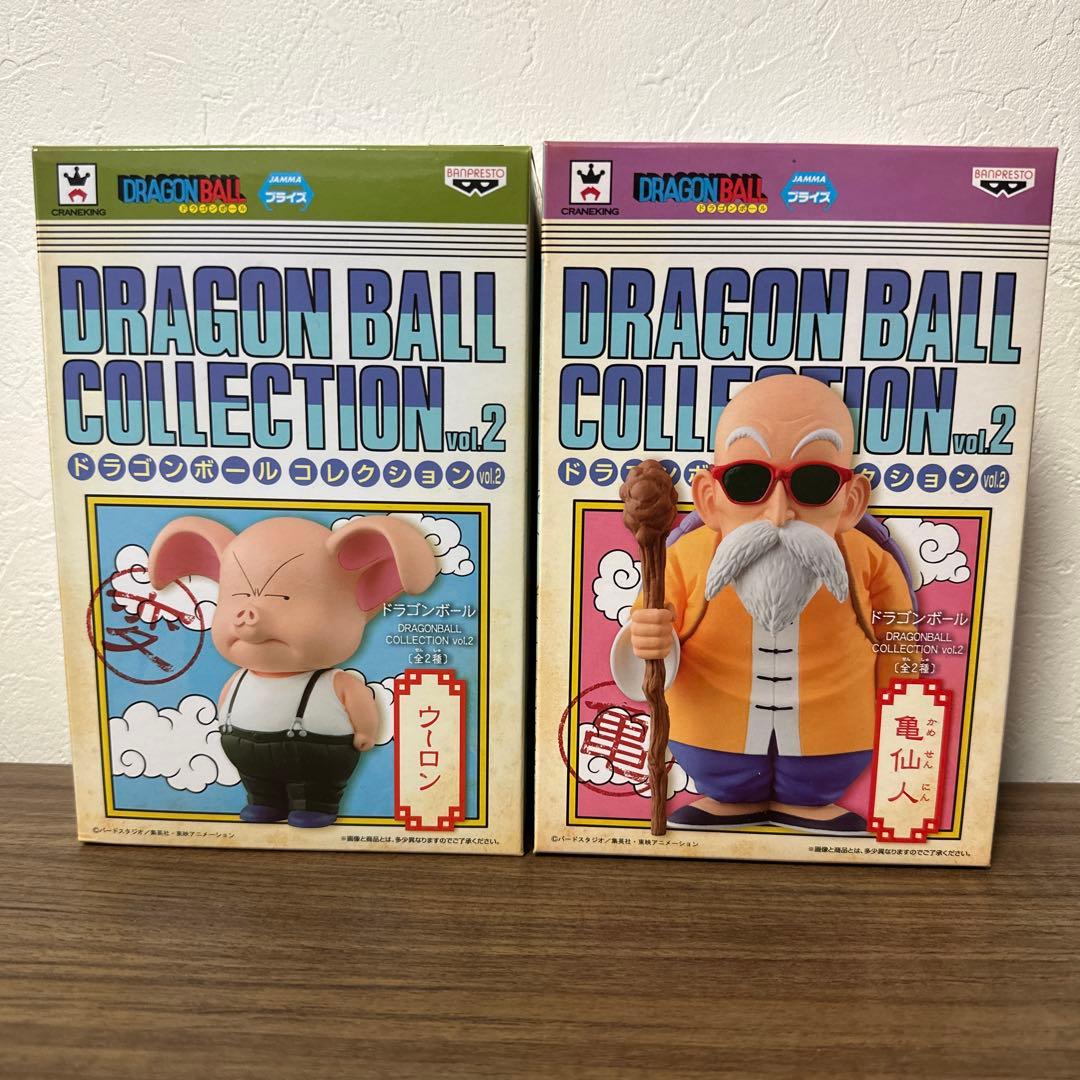 CRANEKING
DRAGON BALL
ドラゴンボール
JAMMA
プライズ
BANPRESTO
DRAGON BALL
COLLECTION vol.2
ドラゴンボール コレクション vol.2
ドラゴンボール
DRAGONBALL
COLLECTION vol.2
せん しゅ
〔全2種〕
ウーロン
©バードスタジオ／集英社・東映アニメーション
※画像と商品とは、多少異なりますのでご了承ください。
CRANEKING
DRAGON BALL
ドラゴンボール
JAMMA
プライズ
BANPRESTO
DRAGON BALL
COLLECTION vol.2
ドラゴンボ クション vol.2
ドラゴンボール
DRAGONBALL
COLLECTION vol.2
〔全2種〕
亀仙人
かめせんにん
亀
©バードスタジオ／集英社・東映アニメーション
※画像と商品とは、多少異なりますのでご了承ください。